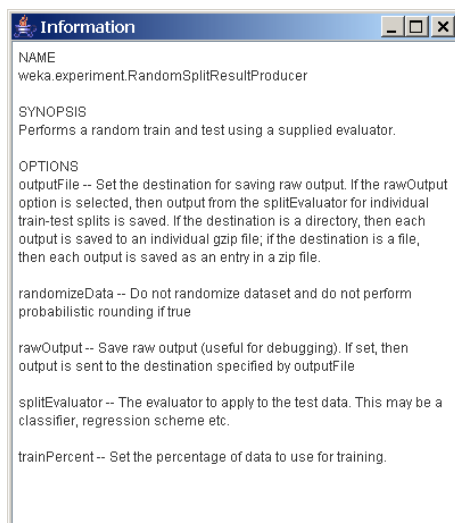 Information
NAME
weka.experiment.RandomSplitResultProducer
SYNOPSIS
Performs a random train and test using a supplied evaluator.
OPTIONS
outputFile -- Set the destination for saving raw output. If the rawOutput
option is selected, then output from the splitEvaluator for individual
train-test splits is saved. If the destination is a directory, then each
output is saved to an individual gzip file; if the destination is a file,
then each output is saved as an entry in a zip file.
randomizeData -- Do not randomize dataset and do not perform
probabilistic rounding if true
rawOutput -- Save raw output (useful for debugging). If set, then
output is sent to the destination specified by outputFile
splitEvaluator -- The evaluator to apply to the test data. This may be a
classifier, regression scheme etc.
trainPercent -- Set the percentage of data to use for training.